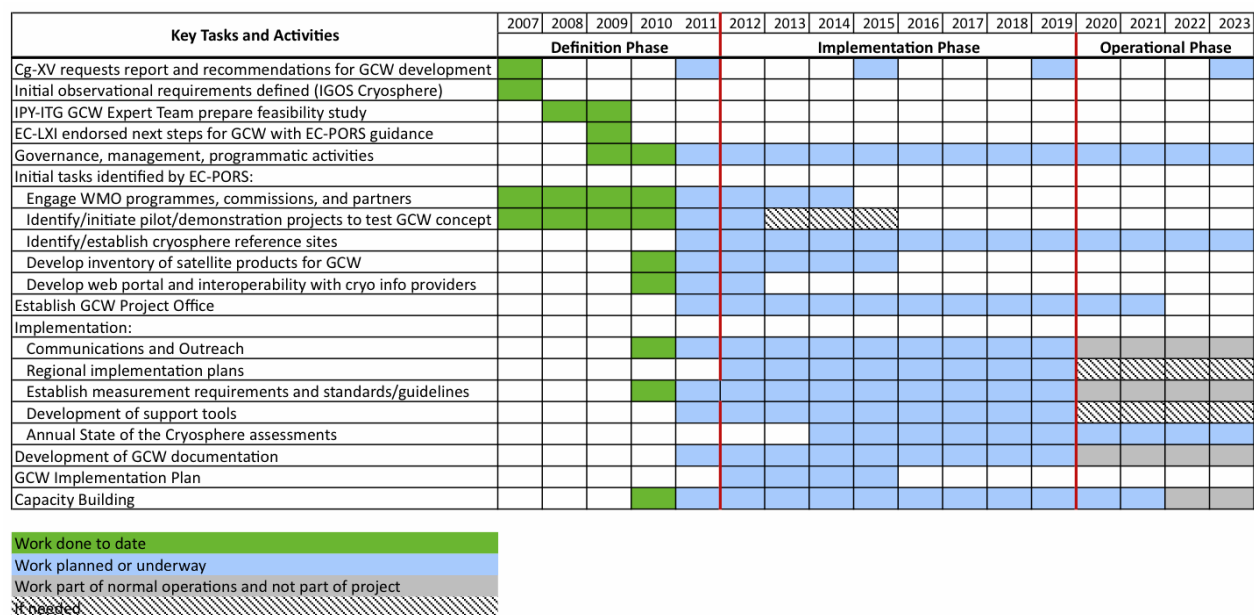 Key Tasks and Activities 2007 2008 2009 2010 2011 2012 2013 2014 2015 2016 2017 2018 2019 2020 2021 2022 2023
Definition Phase Implementation Phase Operational Phase
Cg-XV requests report and recommendations for GCW development
Initial observational requirements defined (IGOS Cryosphere)
IPY-ITG GCW Expert Team prepare feasibility study
EC-LXI endorsed next steps for GCW with EC-PORS guidance
Governance, management, programmatic activities
Initial tasks identified by EC-PORS:
Engage WMO programmes, commissions, and partners
Identify/initiate pilot/demonstration projects to test GCW concept
Identify/establish cryosphere reference sites
Develop inventory of satellite products for GCW
Develop web portal and interoperability with cryo info providers
Establish GCW Project Office
Implementation:
Communications and Outreach
Regional implementation plans
Establish measurement requirements and standards/guidelines
Development of support tools
Annual State of the Cryosphere assessments
Development of GCW documentation
GCW Implementation Plan
Capacity Building
Work done to date
Work planned or underway
Work part of normal operations and not part of project
If needed